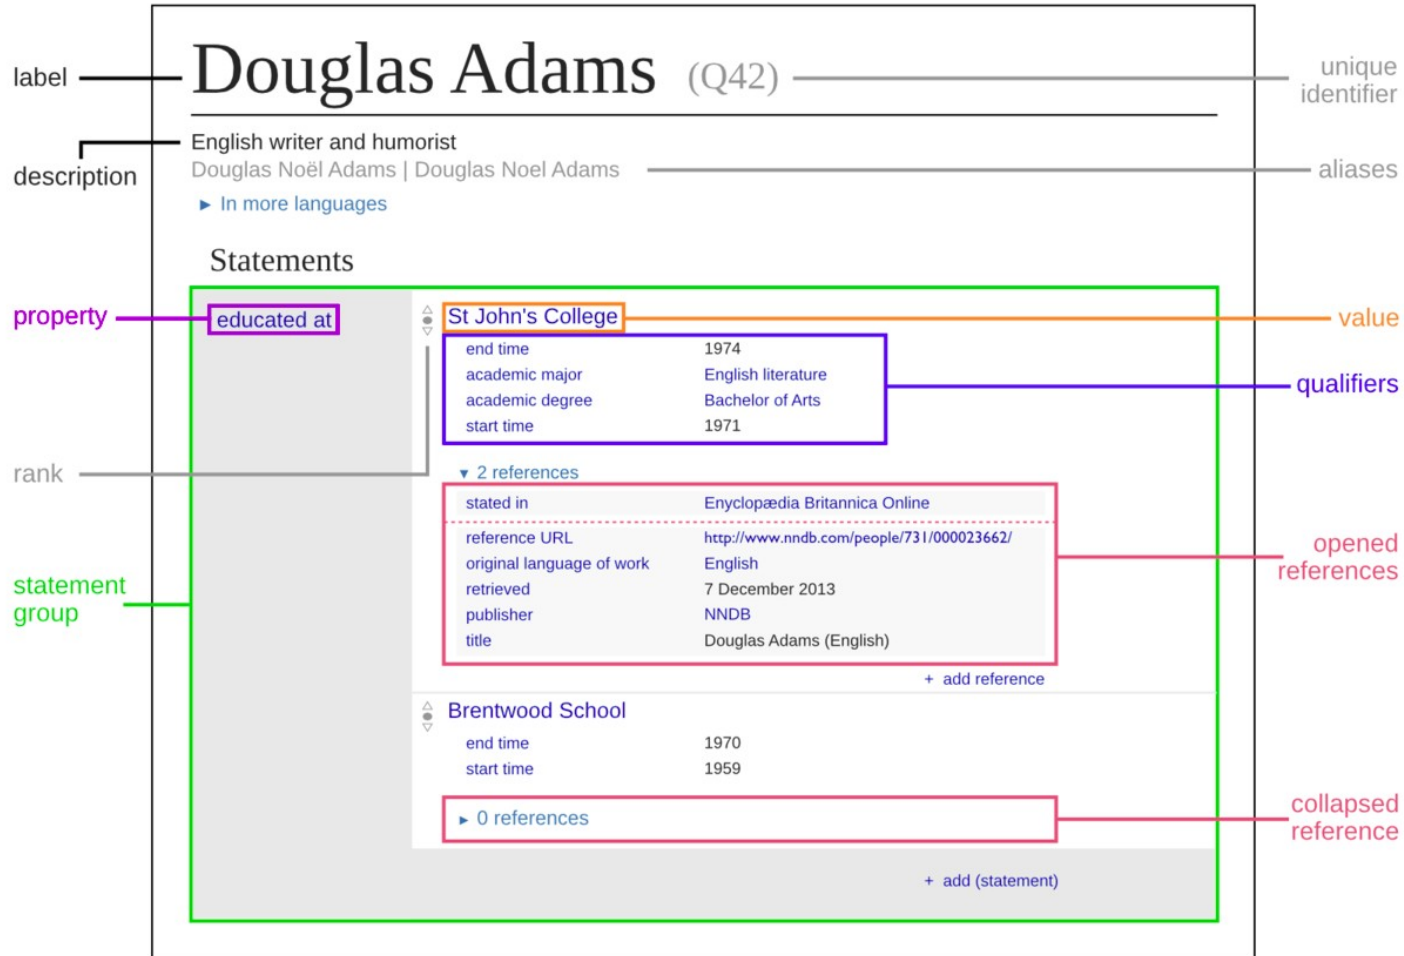 label
Douglas Adams (Q42)
unique
identifier
description
English writer and humorist
Douglas Noël Adams | Douglas Noel Adams
aliases
► In more languages
Statements
property
educated at
St John's College
value
end time 1974
academic major English literature
academic degree Bachelor of Arts
start time 1971
qualifiers
rank
▼ 2 references
stated in Enyclopædia Britannica Online
reference URL http://www.nndb.com/people/731/000023662/
original language of work English
retrieved 7 December 2013
publisher NNDB
title Douglas Adams (English)
opened
references
statement
group
+ add reference
Brentwood School
end time 1970
start time 1959
► 0 references
collapsed
reference
+ add (statement)